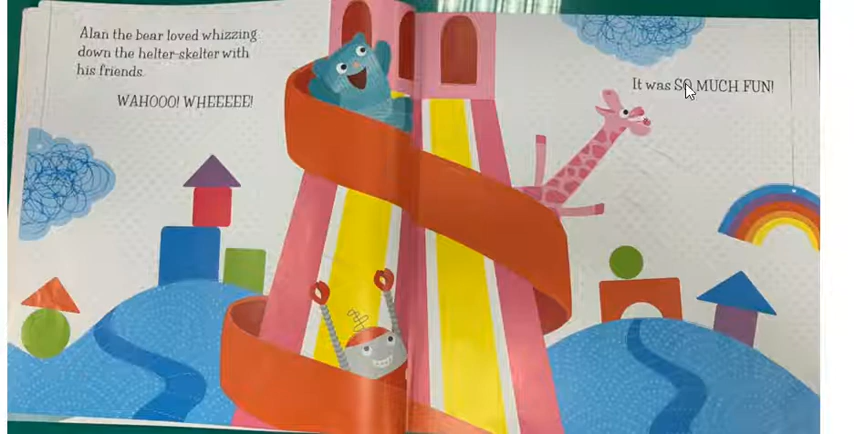 Alan the bear loved whizzing
down the helter-skelter with
his friends.
WAHOOO! WHEEEEE!
It was SO MUCH FUN!